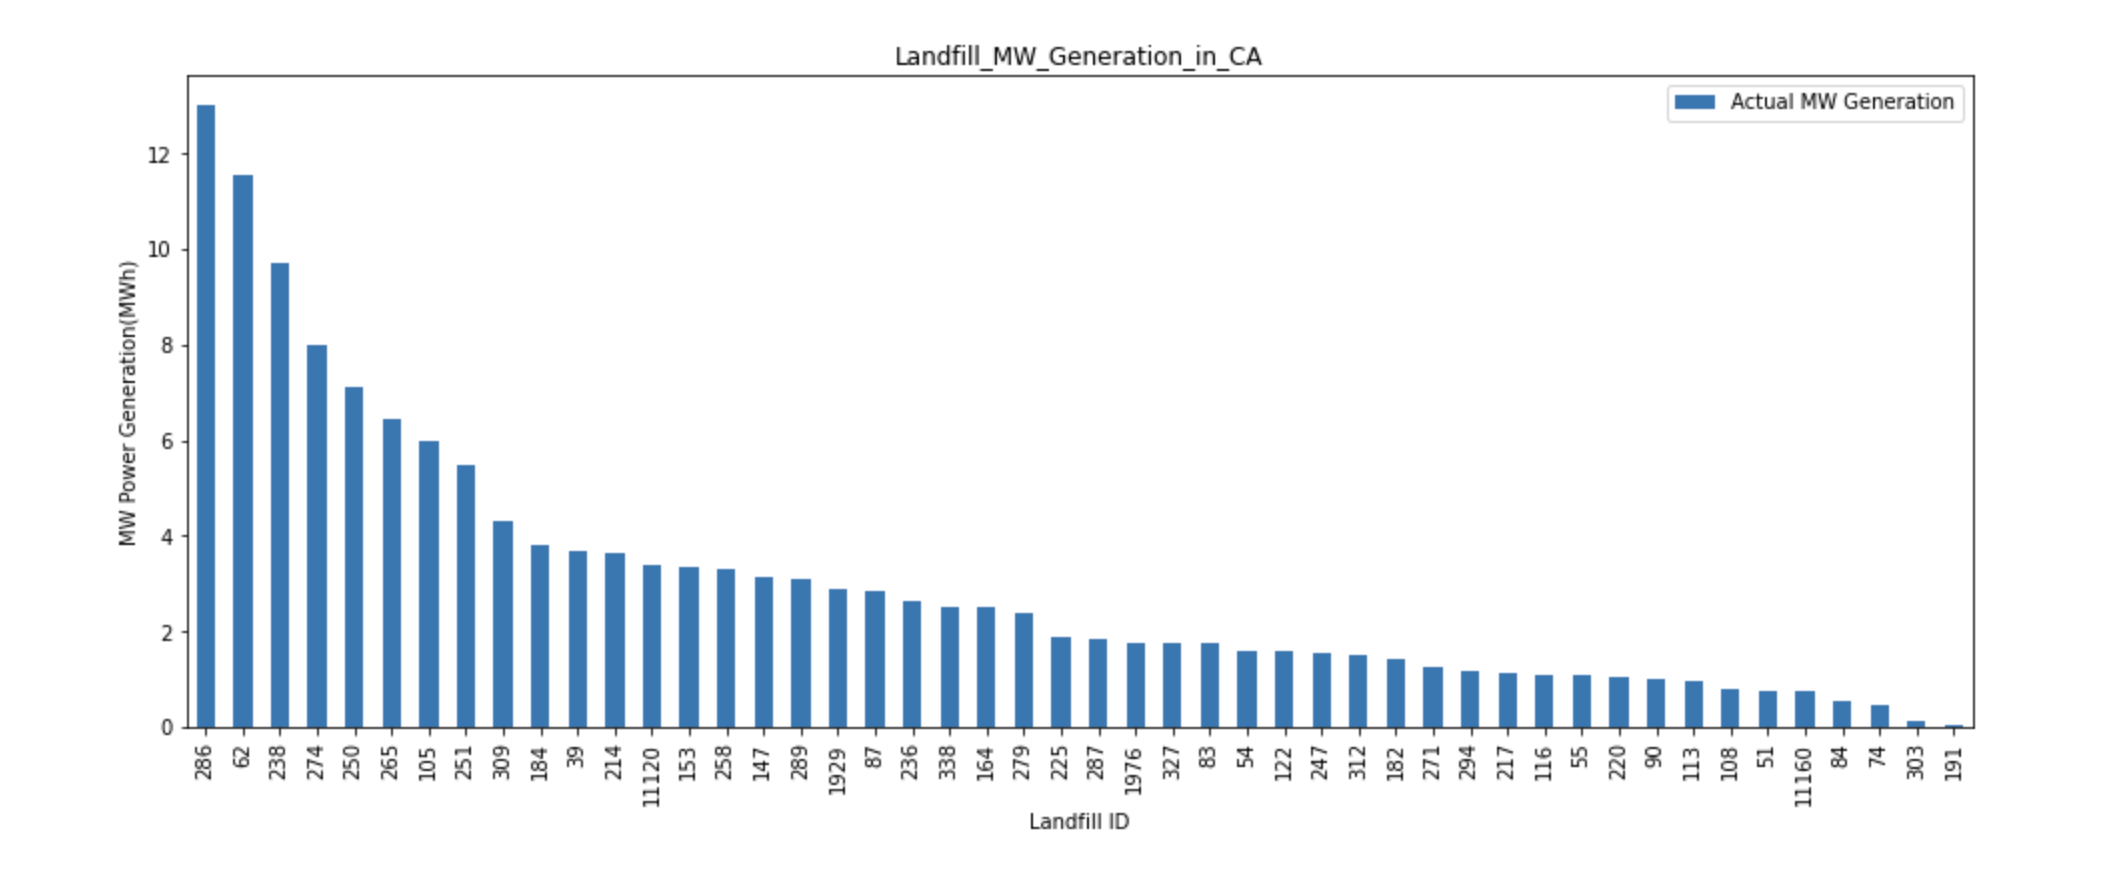 Landfill_MW_Generation_in_CA
Actual MW Generation
12
10
8
6
4
2
0
MW Power Generation(MWh)
286 62 238 274 250 265 105 251 309 184 39 214 11120 153 258 147 289 1929 87 236 338 164 279 225 287 1976 327 83 54 122 247 312 182 271 294 217 116 55 220 90 113 108 51 11160 84 74 303 191
Landfill ID